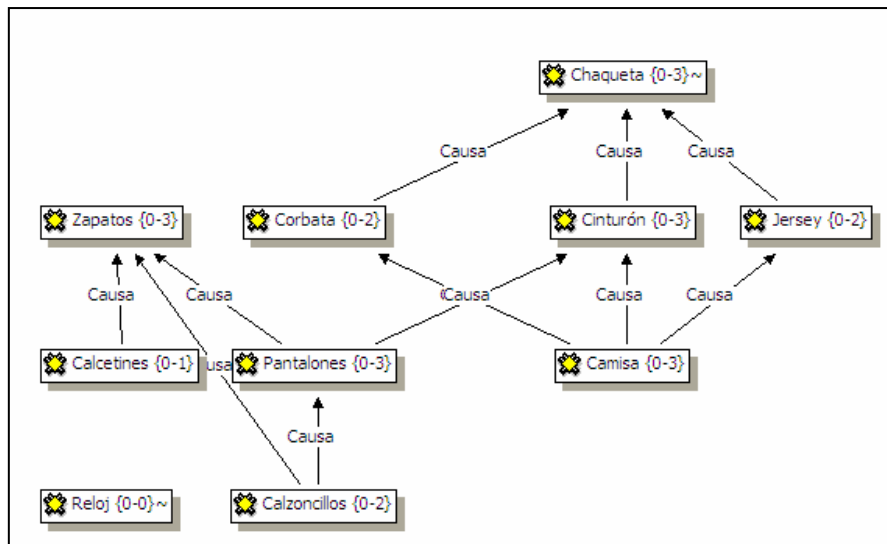 Chaqueta {0-3}~
Causa
Causa
Causa
Zapatos {0-3}
Corbata {0-2}
Cinturón {0-3}
Jersey {0-2}
Causa
Causa
Causa
Causa
Causa
Calcetines {0-1}
usa
Pantalones {0-3}
Camisa {0-3}
Causa
Reloj {0-0}~
Calzoncillos {0-2}